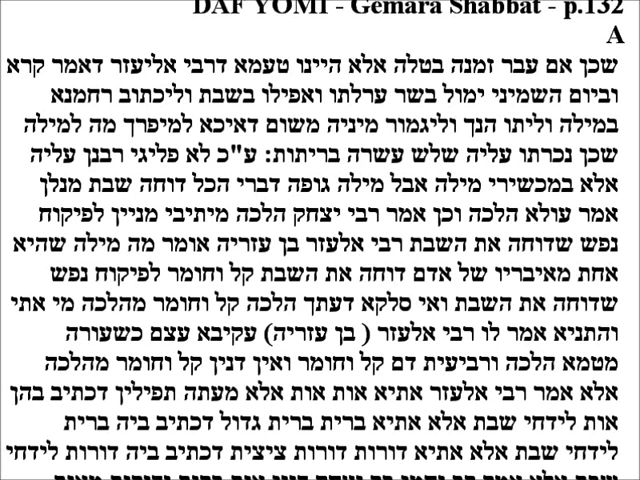 DAF YOMI - Gemara Shabbat - p.132
A
שכן אם עבר זמנה בטלה אלא היינו טעמא דרבי אליעזר דאמר קרא
וביום השמיני ימול בשר ערלתו ואפילו בשבת וליכתוב רחמנא
במילה וליתו הנך וליגמור מיניה משום דאיכא למיפרך מה למילה
שכן נכרתו עליה שלש עשרה בריתות: ע"כ לא פליגי רבנן עליה
אלא במכשירי מילה אבל מילה גופה דברי הכל דוחה שבת מנלן
אמר עולא הלכה וכן אמר רבי יצחק הלכה מיתיבי מניין לפיקוח
נפש שדוחה את השבת רבי אלעזר בן עזריה אומר מה מילה שהיא
אחת מאיבריו של אדם דוחה את השבת קל וחומר לפיקוח נפש
שדוחה את השבת ואי סלקא דעתך הלכה קל וחומר מהלכה מי אתי
והתניא אמר לו רבי אלעזר ( בן עזריה) עקיבא עצם כשעורה
מטמא הלכה ורביעית דם קל וחומר ואין דנין קל וחומר מהלכה
אלא אמר רבי אלעזר אתיא אות אות אלא מעתה תפילין דכתיב בהן
אות לידחי שבת אלא אתיא ברית ברית גדול דכתיב ביה ברית
לידחי שבת אלא אתיא דורות דורות ציצית דכתיב ביה דורות לידחי